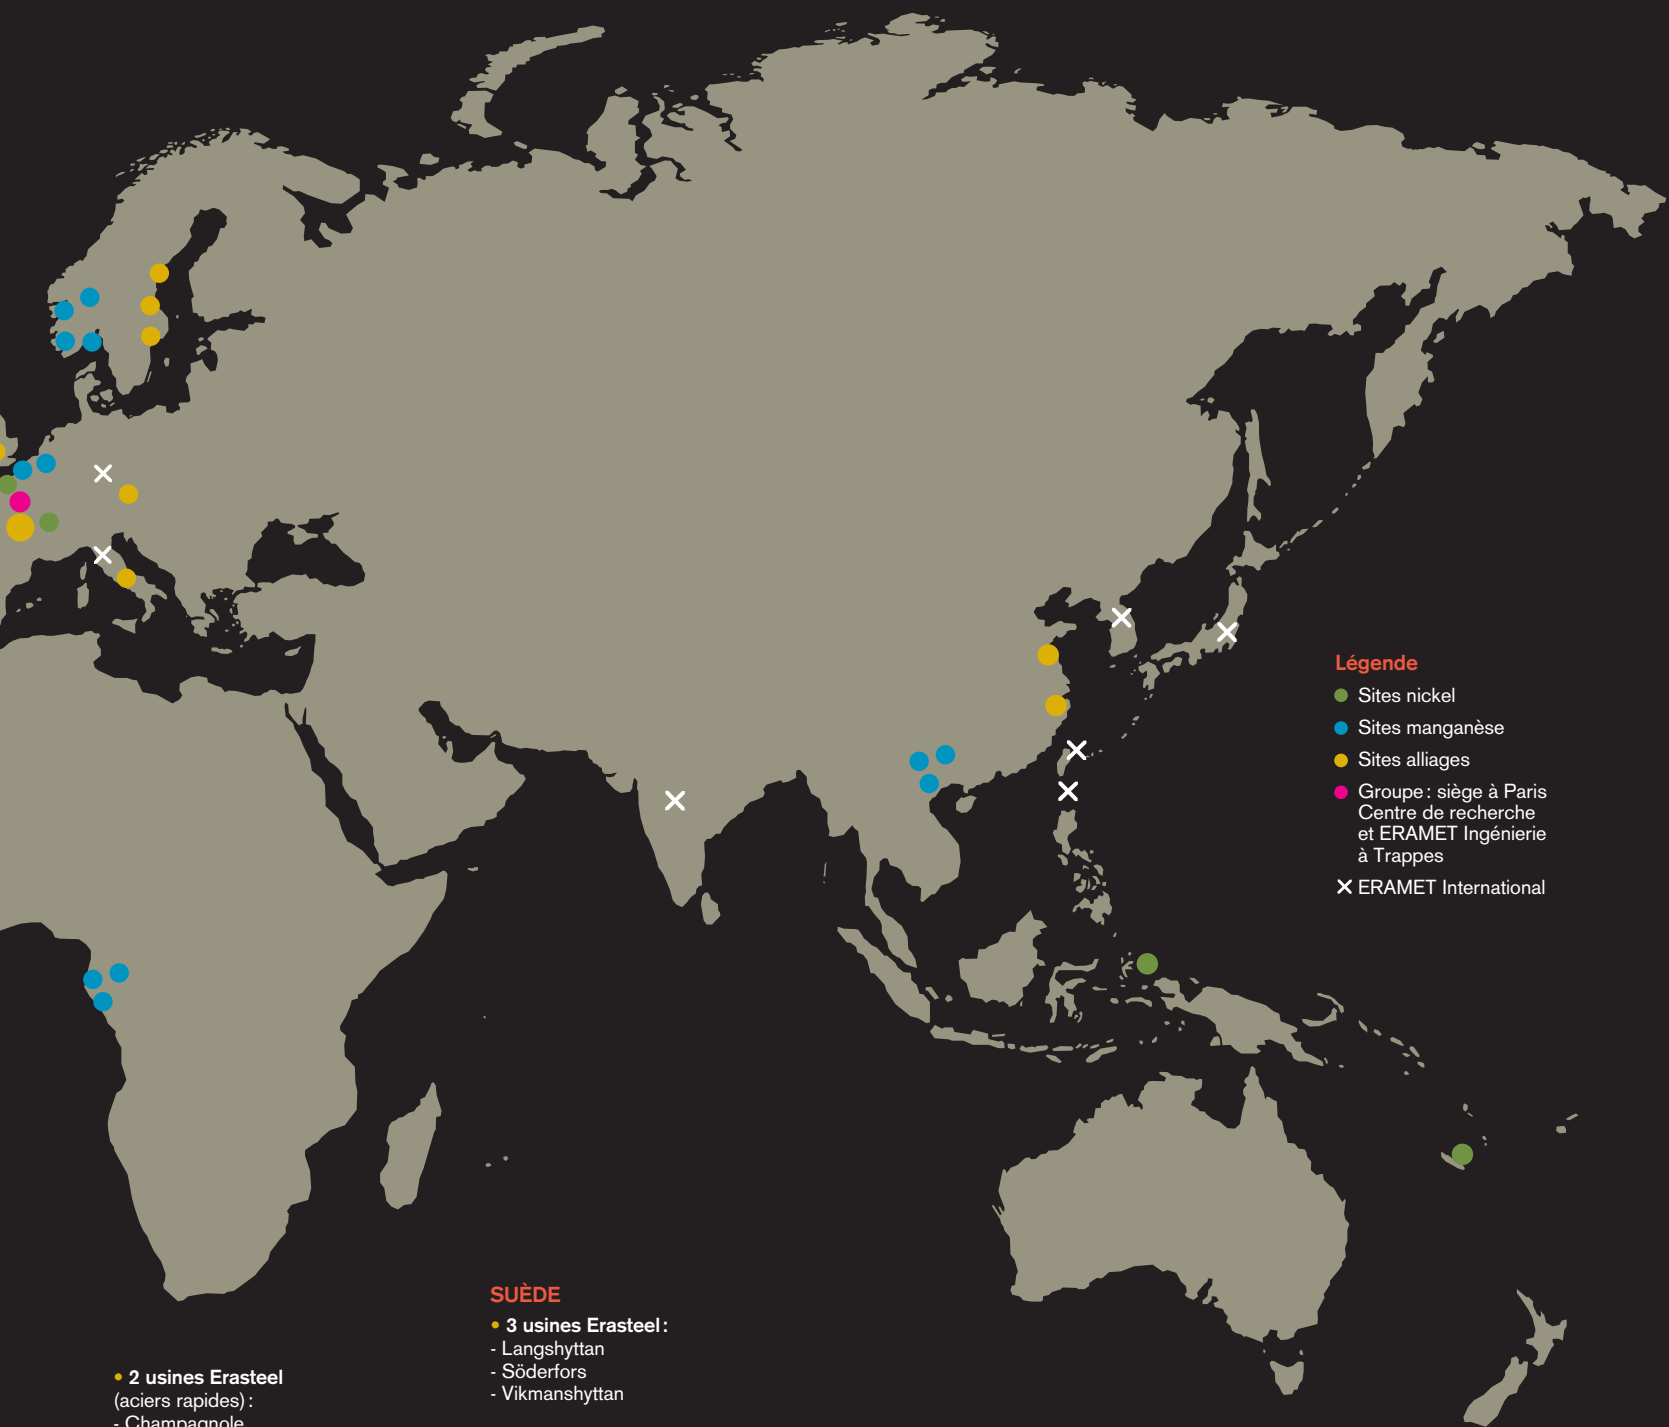 Légende
Sites nickel
Sites manganèse
Sites alliages
Groupe : siège à Paris
Centre de recherche
et ERAMET Ingénierie
à Trappes
ERAMET International
SUÈDE
• 3 usines Erasteel :
- Langshyttan
- Söderfors
- Vikmanshyttan
• 2 usines Erasteel
(aciers rapides) :
- Champagnole